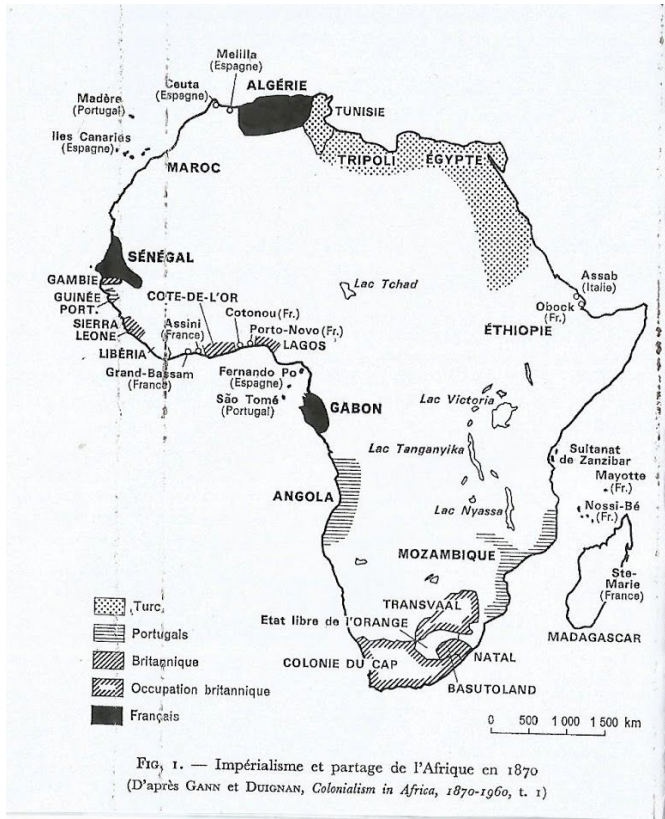 Melilla
(Espagne)
Ceuta
(Espagne)
ALGÉRIE
Madère
(Portugal)
TUNISIE
Iles Canaries
(Espagne)
MAROC
TRIPOLI
ÉGYPTE
SÉNÉGAL
GAMBIE
GUINÉE
PORT.
SIERRA
LEONE
LIBÉRIA
COTE-DE-L'OR
Assini
(France)
Grand-Bassam
(France)
Cotonou (Fr.)
Porto-Novo (Fr.)
LAGOS
Lac Tchad
Assab
(Italie)
Obock
(Fr.)
ÉTHIOPIE
Fernando Po
(Espagne)
São Tomé
(Portugal)
GABON
Lac Victoria
Lac Tanganyika
Sultanat
de Zanzibar
Mayotte
(Fr.)
ANGOLA
Lac Nyassa
Nossi-Bé
(Fr.)
MOZAMBIQUE
Ste-
Marie
(France)
MADAGASCAR
TRANSVAAL
Etat libre de l'ORANGE
COLONIE DU CAP
NATAL
BASUTOLAND
Turc
Portugais
Britannique
Occupation britannique
Français
0 500 1 000 1 500 km
FIG. 1. — Impérialisme et partage de l'Afrique en 1870
(D'après GANN et DUIGNAN, Colonialism in Africa, 1870-1960, t. 1)